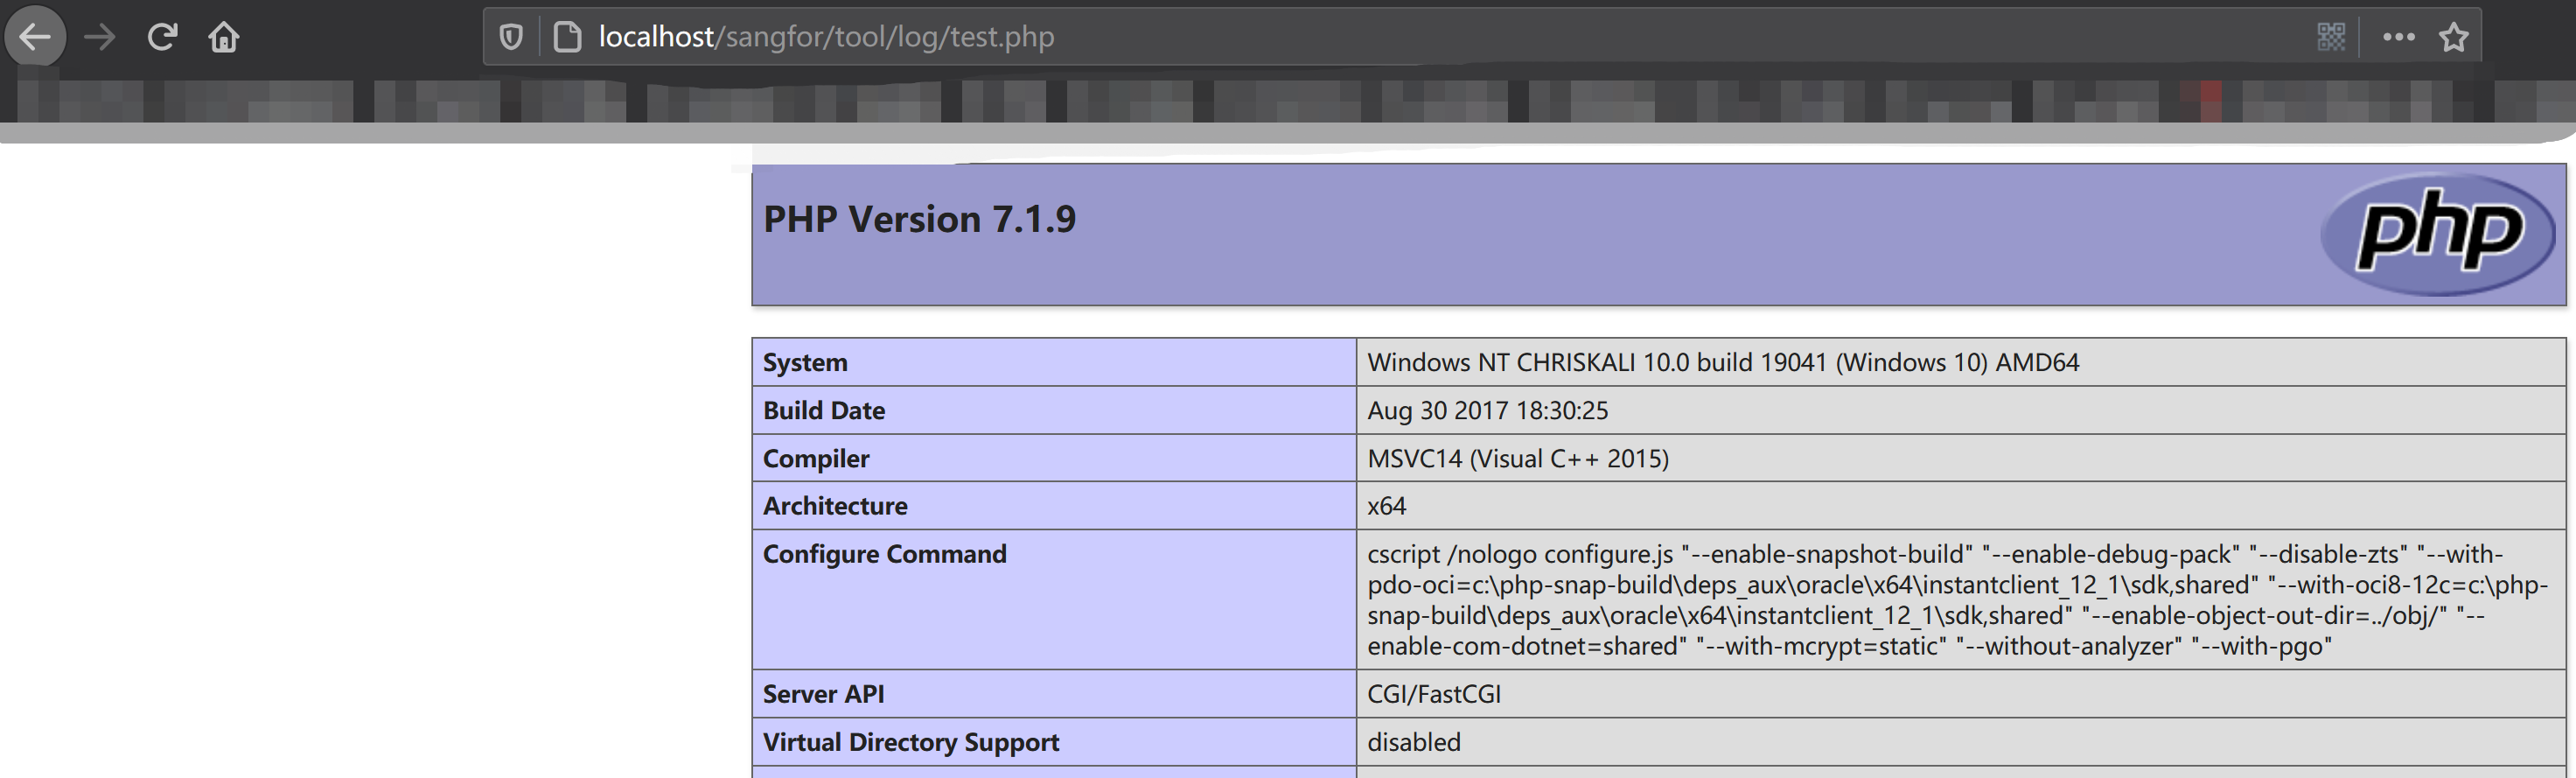 localhost/sangfor/tool/log/test.php
PHP Version 7.1.9
php
System
Windows NT CHRISKALI 10.0 build 19041 (Windows 10) AMD64
Build Date
Aug 30 2017 18:30:25
Compiler
MSVC14 (Visual C++ 2015)
Architecture
x64
Configure Command
cscript /nologo configure.js "--enable-snapshot-build" "--enable-debug-pack" "--disable-zts" "--with-
pdo-oci=c:\php-snap-build\deps_aux\oracle\x64\instantclient_12_1\sdk,shared" "--with-oci8-12c=c:\php-
snap-build\deps_aux\oracle\x64\instantclient_12_1\sdk,shared" "--enable-object-out-dir=../obj/" "--
enable-com-dotnet=shared" "--with-mcrypt=static" "--without-analyzer" "--with-pgo"
Server API
CGI/FastCGI
Virtual Directory Support
disabled